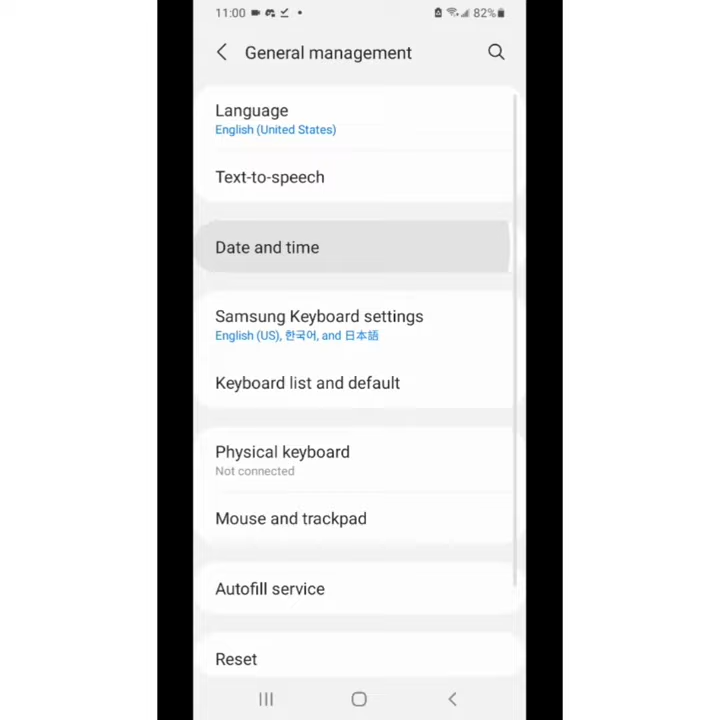 11:00 82%
General management
Language
English (United States)
Text-to-speech
Date and time
Samsung Keyboard settings
English (US), 한국어, and 日本語
Keyboard list and default
Physical keyboard
Not connected
Mouse and trackpad
Autofill service
Reset